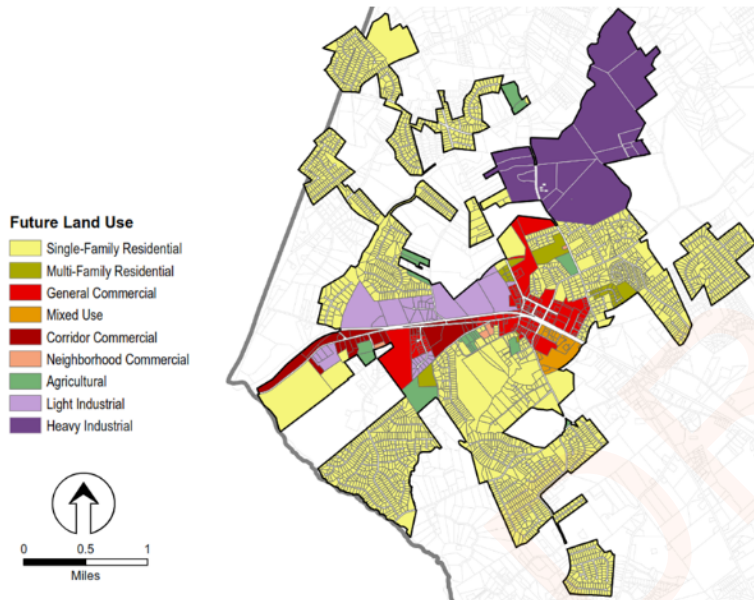 Future Land Use
Single-Family Residential
Multi-Family Residential
General Commercial
Mixed Use
Corridor Commercial
Neighborhood Commercial
Agricultural
Light Industrial
Heavy Industrial
0 0.5 1
Miles